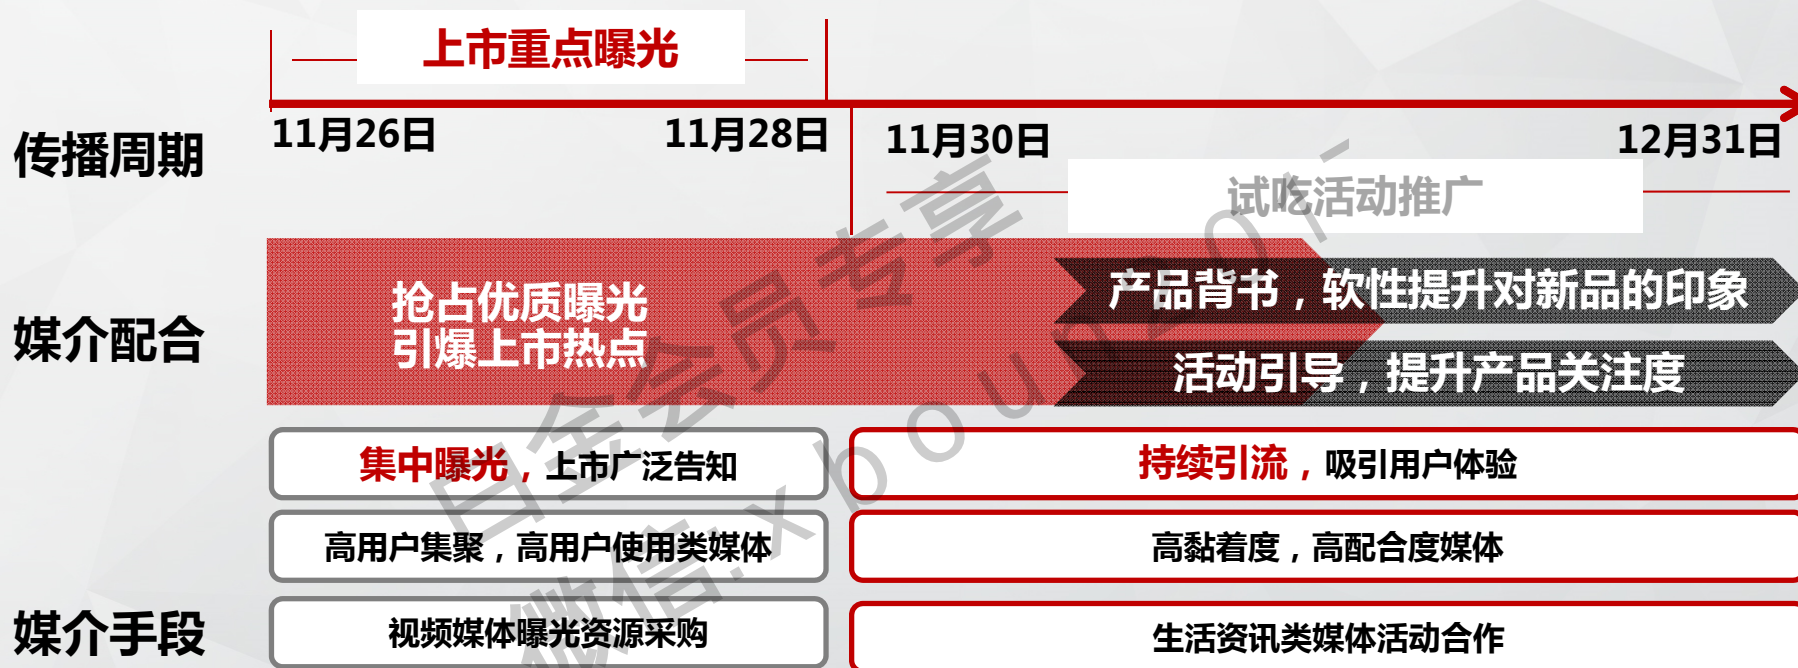 上市重点曝光
传播周期
11月26日
11月28日
11月30日
12月31日
试吃活动推广
媒介配合
抢占优质曝光
引爆上市热点
产品背书，软性提升对新品的印象
活动引导，提升产品关注度
集中曝光，上市广泛告知
持续引流，吸引用户体验
高用户集聚，高用户使用类媒体
高黏着度，高配合度媒体
媒介手段
视频媒体曝光资源采购
生活资讯类媒体活动合作
白金会员专享